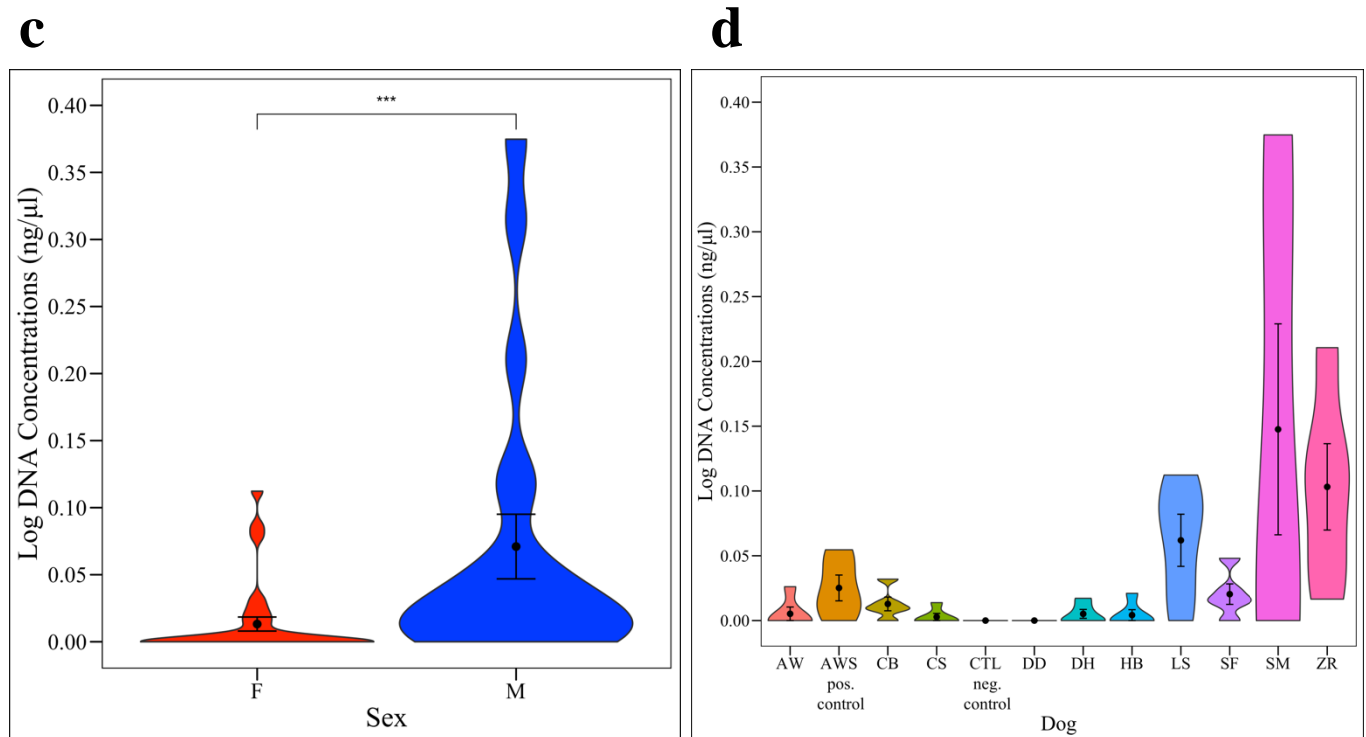 c
d
Log DNA Concentrations (ng/µl)
0.40
0.35
0.30
0.25
0.20
0.15
0.10
0.05
0.00
***
F
M
Sex
Log DNA Concentrations (ng/µl)
0.40
0.35
0.30
0.25
0.20
0.15
0.10
0.05
0.00
AW
AWS
pos.
control
CB
CS
CTL
neg.
control
DD
DH
HB
LS
SF
SM
ZR
Dog